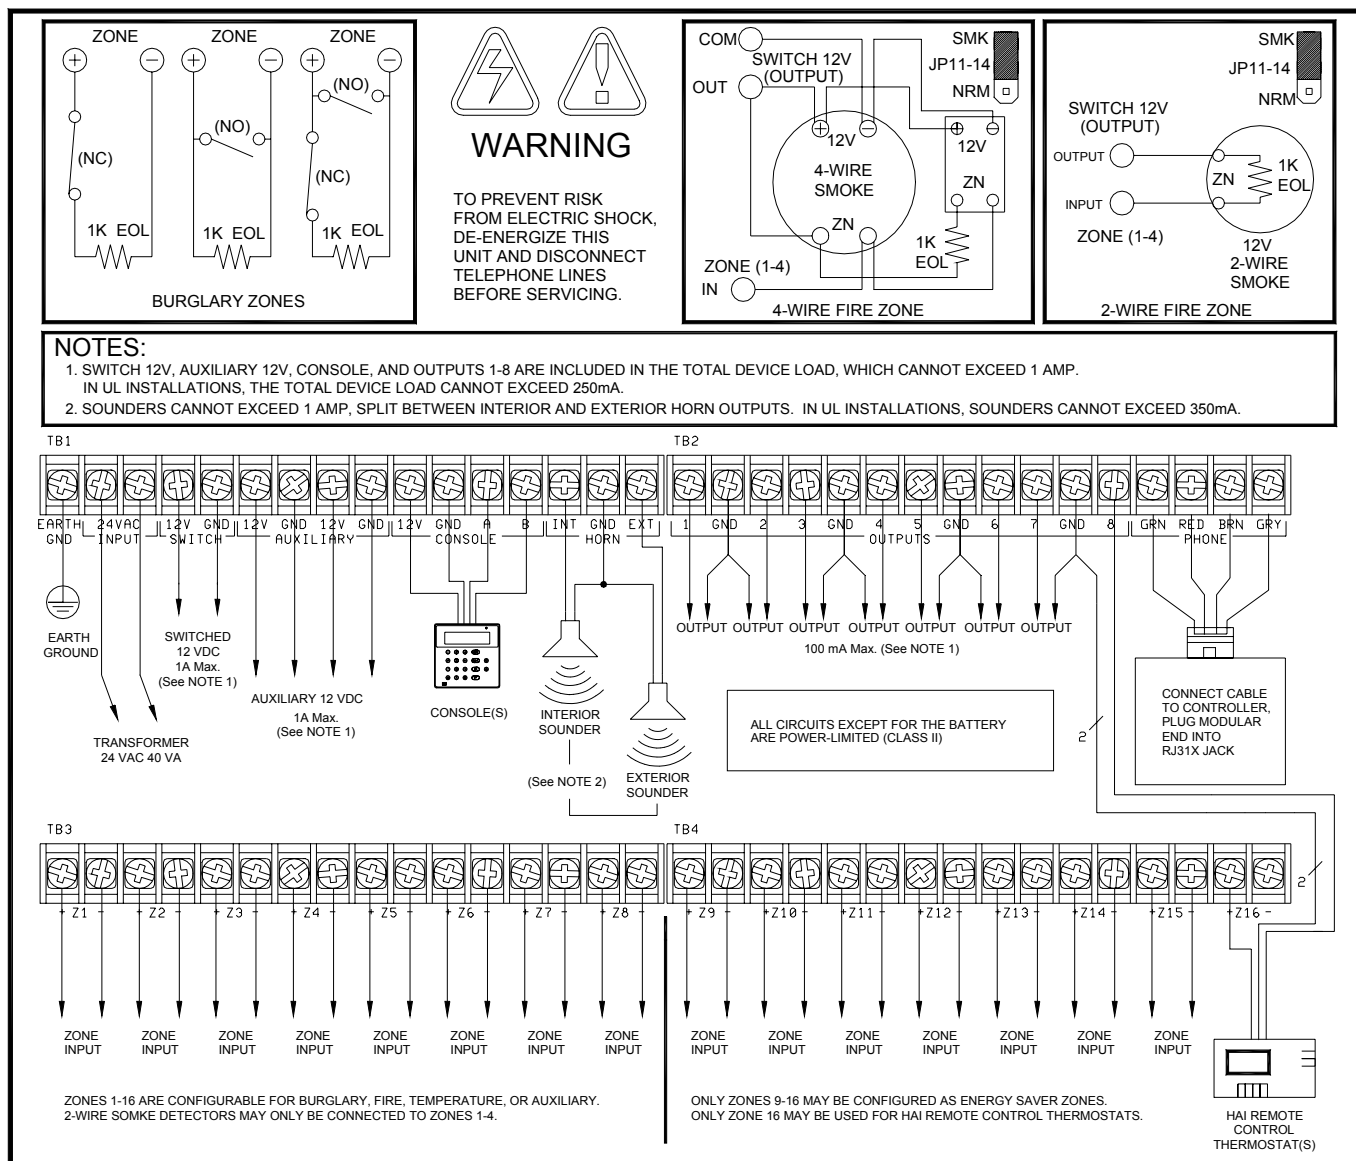 ZONE ZONE ZONE
(NO)
(NO)
(NC)
(NC)
1K EOL 1K EOL 1K EOL
BURGLARY ZONES
WARNING
TO PREVENT RISK
FROM ELECTRIC SHOCK,
DE-ENERGIZE THIS
UNIT AND DISCONNECT
TELEPHONE LINES
BEFORE SERVICING.
COM
SWITCH 12V
(OUTPUT)
OUT
SMK
JP11-14
NRM
12V
12V
4-WIRE
SMOKE
ZN
ZN
1K
EOL
ZONE (1-4)
IN
4-WIRE FIRE ZONE
SMK
JP11-14
NRM
SWITCH 12V
(OUTPUT)
OUTPUT
ZN
1K
EOL
INPUT
ZONE (1-4)
12V
2-WIRE
SMOKE
2-WIRE FIRE ZONE
NOTES:
1. SWITCH 12V, AUXILIARY 12V, CONSOLE, AND OUTPUTS 1-8 ARE INCLUDED IN THE TOTAL DEVICE LOAD, WHICH CANNOT EXCEED 1 AMP.
IN UL INSTALLATIONS, THE TOTAL DEVICE LOAD CANNOT EXCEED 250mA.
2. SOUNDERS CANNOT EXCEED 1 AMP, SPLIT BETWEEN INTERIOR AND EXTERIOR HORN OUTPUTS. IN UL INSTALLATIONS, SOUNDERS CANNOT EXCEED 350mA.
TB1 TB2
EARTH 24VAC 12V GND 12V GND 12V GND 12V GND A B INT GND EXT 1 GND 2 3 GND 4 5 GND 6 7 GND 8 GRN RED BRN GRY
GND INPUT SWITCH AUXILIARY CONSOLE HORN OUTPUTS PHONE
EARTH
GROUND
SWITCHED
12 VDC
1A Max.
(See NOTE 1)
TRANSFORMER
24 VAC 40 VA
AUXILIARY 12 VDC
1A Max.
(See NOTE 1)
CONSOLE(S)
INTERIOR
SOUNDER
(See NOTE 2)
EXTERIOR
SOUNDER
OUTPUT OUTPUT OUTPUT OUTPUT OUTPUT OUTPUT OUTPUT
100 mA Max. (See NOTE 1)
ALL CIRCUITS EXCEPT FOR THE BATTERY
ARE POWER-LIMITED (CLASS II)
2
CONNECT CABLE
TO CONTROLLER,
PLUG MODULAR
END INTO
RJ31X JACK
TB3 TB4
2
+ Z1 - + Z2 - + Z3 - + Z4 - + Z5 - + Z6 - + Z7 - + Z8 - + Z9 - +Z10 - +Z11 - +Z12 - +Z13 - +Z14 - +Z15 - +Z16 -
ZONE ZONE ZONE ZONE ZONE ZONE ZONE ZONE ZONE ZONE ZONE ZONE ZONE ZONE ZONE
INPUT INPUT INPUT INPUT INPUT INPUT INPUT INPUT INPUT INPUT INPUT INPUT INPUT INPUT INPUT
ZONES 1-16 ARE CONFIGURABLE FOR BURGLARY, FIRE, TEMPERATURE, OR AUXILIARY.
2-WIRE SOMKE DETECTORS MAY ONLY BE CONNECTED TO ZONES 1-4.
ONLY ZONES 9-16 MAY BE CONFIGURED AS ENERGY SAVER ZONES.
ONLY ZONE 16 MAY BE USED FOR HAI REMOTE CONTROL THERMOSTATS.
HAI REMOTE
CONTROL
THERMOSTAT(S)